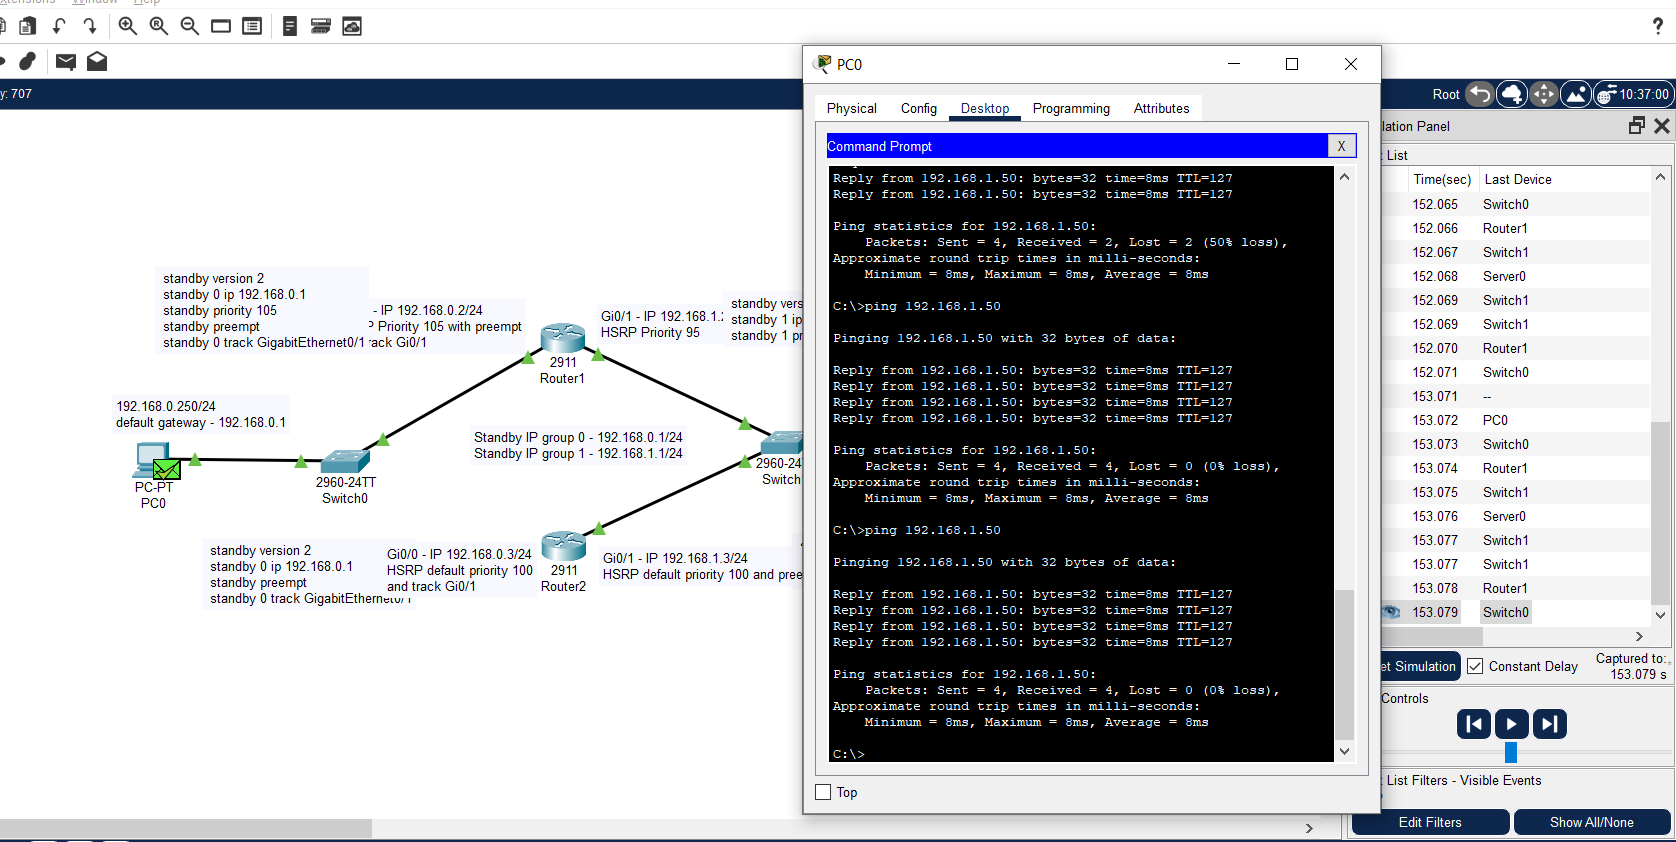 Extensions Window Help
y: 707
Root
10:37:00
standby version 2
standby 0 ip 192.168.0.1
standby priority 105
standby preempt
standby 0 track GigabitEthernet0/1
- IP 192.168.0.2/24
P Priority 105 with preempt
rack Gi0/1
2911
Router1
Gi0/1 - IP 192.168.1.2
HSRP Priority 95
standby vers
standby 1 ip
standby 1 pr
192.168.0.250/24
default gateway - 192.168.0.1
PC-PT
PC0
2960-24TT
Switch0
Standby IP group 0 - 192.168.0.1/24
Standby IP group 1 - 192.168.1.1/24
2960-24
Switch
standby version 2
standby 0 ip 192.168.0.1
standby preempt
standby 0 track GigabitEthernet0/1
Gi0/0 - IP 192.168.0.3/24
HSRP default priority 100
and track Gi0/1
2911
Router2
Gi0/1 - IP 192.168.1.3/24
HSRP default priority 100 and pree
PC0
Physical Config Desktop Programming Attributes
Command Prompt
X
Reply from 192.168.1.50: bytes=32 time=8ms TTL=127
Reply from 192.168.1.50: bytes=32 time=8ms TTL=127
Ping statistics for 192.168.1.50:
Packets: Sent = 4, Received = 2, Lost = 2 (50% loss),
Approximate round trip times in milli-seconds:
Minimum = 8ms, Maximum = 8ms, Average = 8ms
C:\>ping 192.168.1.50
Pinging 192.168.1.50 with 32 bytes of data:
Reply from 192.168.1.50: bytes=32 time=8ms TTL=127
Reply from 192.168.1.50: bytes=32 time=8ms TTL=127
Reply from 192.168.1.50: bytes=32 time=8ms TTL=127
Reply from 192.168.1.50: bytes=32 time=8ms TTL=127
Ping statistics for 192.168.1.50:
Packets: Sent = 4, Received = 4, Lost = 0 (0% loss),
Approximate round trip times in milli-seconds:
Minimum = 8ms, Maximum = 8ms, Average = 8ms
C:\>ping 192.168.1.50
Pinging 192.168.1.50 with 32 bytes of data:
Reply from 192.168.1.50: bytes=32 time=8ms TTL=127
Reply from 192.168.1.50: bytes=32 time=8ms TTL=127
Reply from 192.168.1.50: bytes=32 time=8ms TTL=127
Reply from 192.168.1.50: bytes=32 time=8ms TTL=127
Ping statistics for 192.168.1.50:
Packets: Sent = 4, Received = 4, Lost = 0 (0% loss),
Approximate round trip times in milli-seconds:
Minimum = 8ms, Maximum = 8ms, Average = 8ms
C:\>
Top
lation Panel
t List
Time(sec) Last Device
152.065 Switch0
152.066 Router1
152.067 Switch1
152.068 Server0
152.069 Switch1
152.069 Switch1
152.070 Router1
152.071 Switch0
153.071 --
153.072 PC0
153.073 Switch0
153.074 Router1
153.075 Switch1
153.076 Server0
153.077 Switch1
153.077 Switch1
153.078 Router1
153.079 Switch0
et Simulation
Constant Delay
Captured to:
153.079 s
Controls
t List Filters - Visible Events
Edit Filters
Show All/None